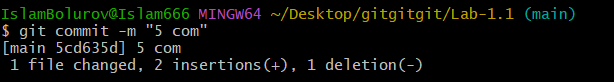 IslamBolurov@Islam666 MINGW64 ~/Desktop/gitgitgit/Lab-1.1 (main)
$ git commit -m "5 com"
[main 5cd635d] 5 com
 1 file changed, 2 insertions(+), 1 deletion(-)